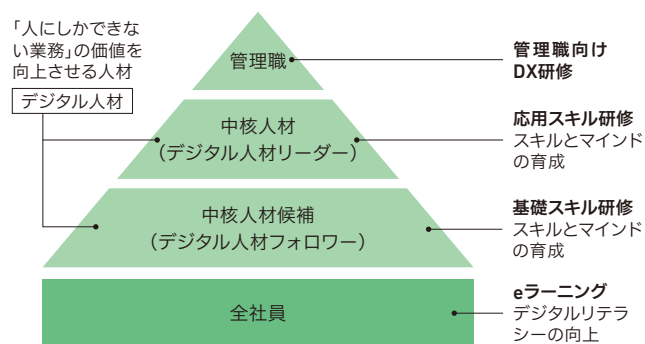 「人にしかできな
い業務」の価値を
向上させる人材
デジタル人材
管理職
管理職向け
DX研修
中核人材
（デジタル人材リーダー）
応用スキル研修
スキルとマインド
の育成
中核人材候補
（デジタル人材フォロワー）
基礎スキル研修
スキルとマインド
の育成
全社員
eラーニング
デジタルリテラ
シーの向上